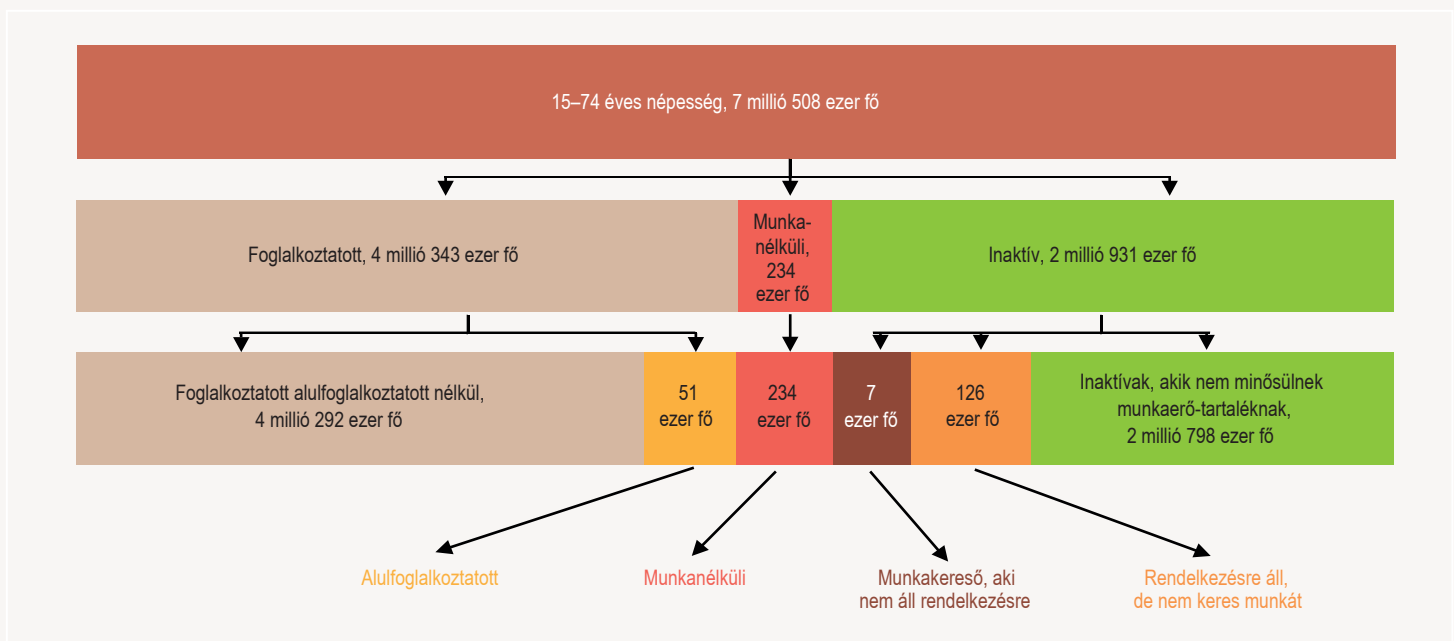 15–74 éves népesség, 7 millió 508 ezer fő
Foglalkoztatott, 4 millió 343 ezer fő
Munka-
nélküli,
234
ezer fő
Inaktív, 2 millió 931 ezer fő
Foglalkoztatott alulfoglalkoztatott nélkül,
4 millió 292 ezer fő
51
ezer fő
234
ezer fő
7
ezer fő
126
ezer fő
Inaktívak, akik nem minősülnek
munkaerő-tartaléknak,
2 millió 798 ezer fő
Alulfoglalkoztatott
Munkanélküli
Munkakereső, aki
nem áll rendelkezésre
Rendelkezésre áll,
de nem keres munkát